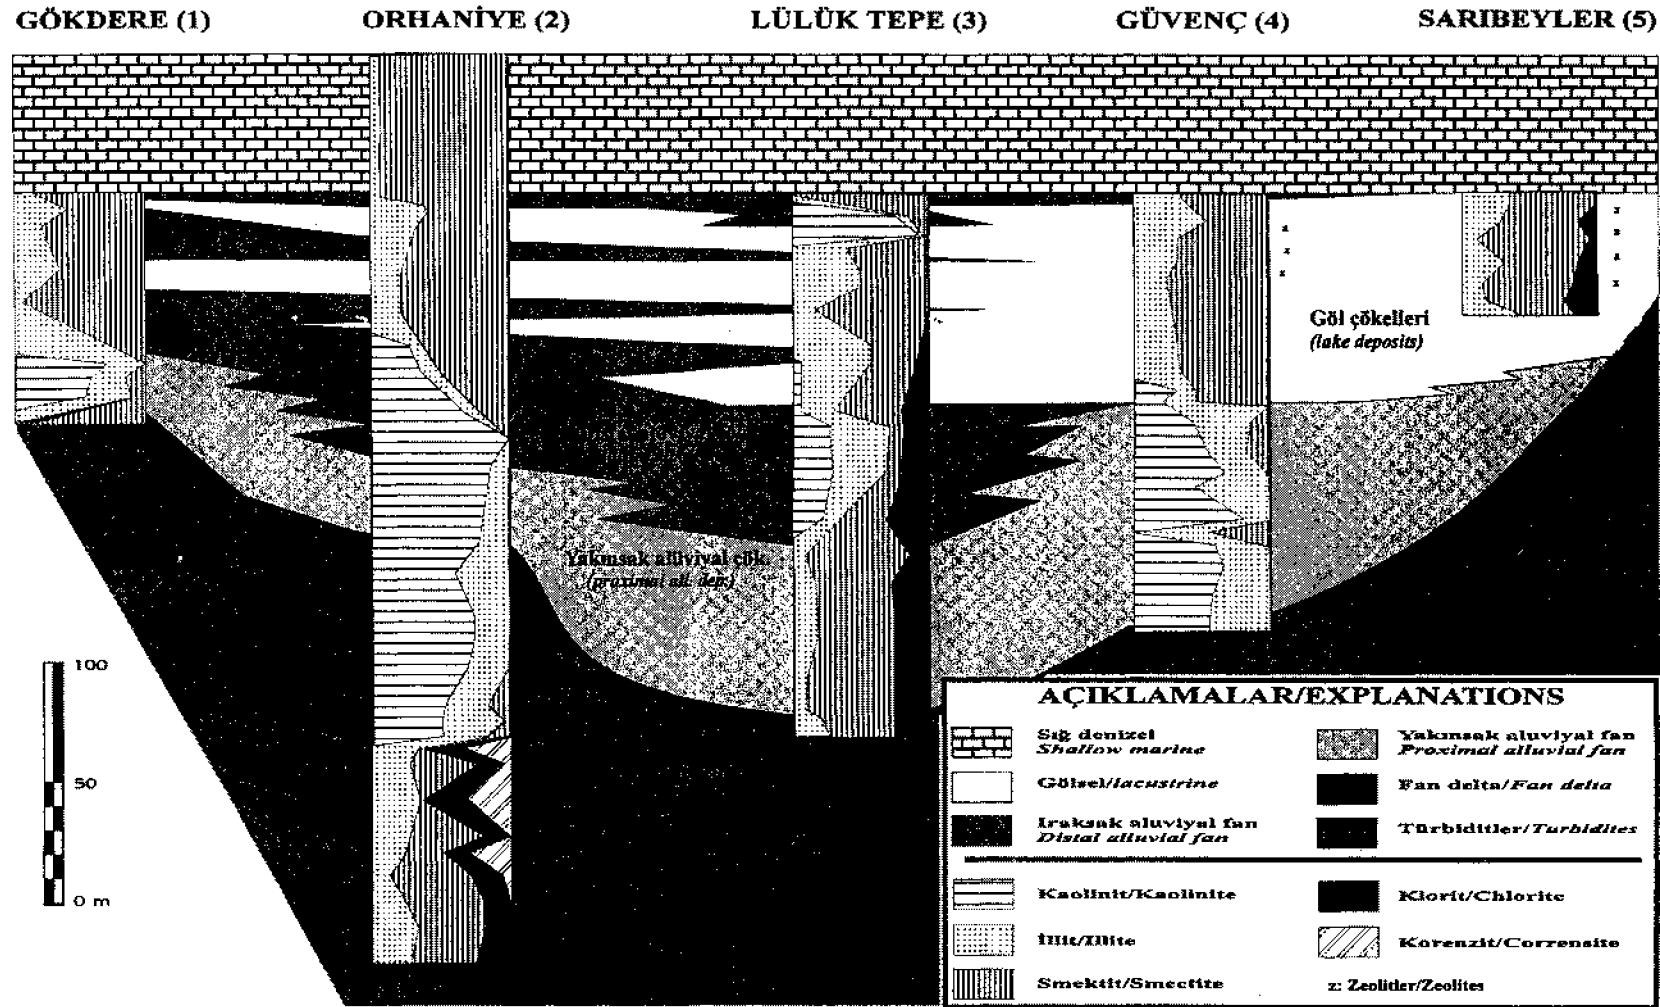 GÖKDERE (1)
ORHANİYE (2)
LÜLÜK TEPE (3)
GÜVENÇ (4)
SARIBEYLER (5)
z
z
z
z
z
z
z
Göl çökelleri
(lake deposits)
Yakınsak alüviyal çök.
(proximal all. dep.)
100
50
0 m
AÇIKLAMALAR/EXPLANATIONS
Sığ denizel
Shallow marine
Yakınsak aluviyal fan
Proximal alluvial fan
Gölsel/lacustrine
Fan delta/Fan delta
Iraksak aluviyal fan
Distal alluvial fan
Türbiditler/Turbidites
Kaolinit/Kaolinite
Klorit/Chlorite
İllit/Illite
Korenzit/Corrensite
Smektit/Smectite
z: Zeolitler/Zeolites